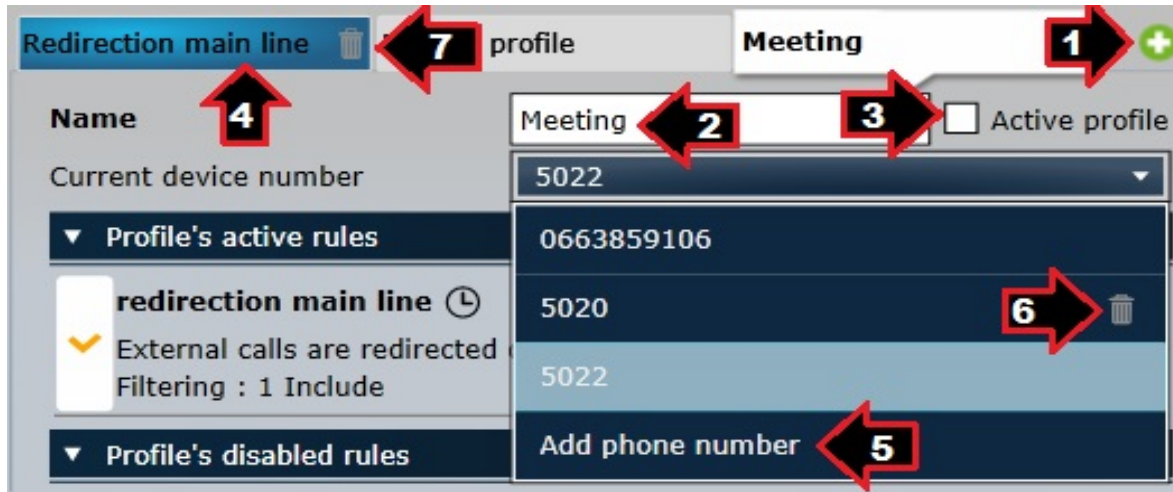 Redirection main line 7 profile Meeting 1
Name 4 Meeting 2 3 Active profile
Current device number 5022
Profile's active rules 0663859106
redirection main line 5020 6
External calls are redirected
Filtering : 1 Include 5022
Add phone number 5
Profile's disabled rules